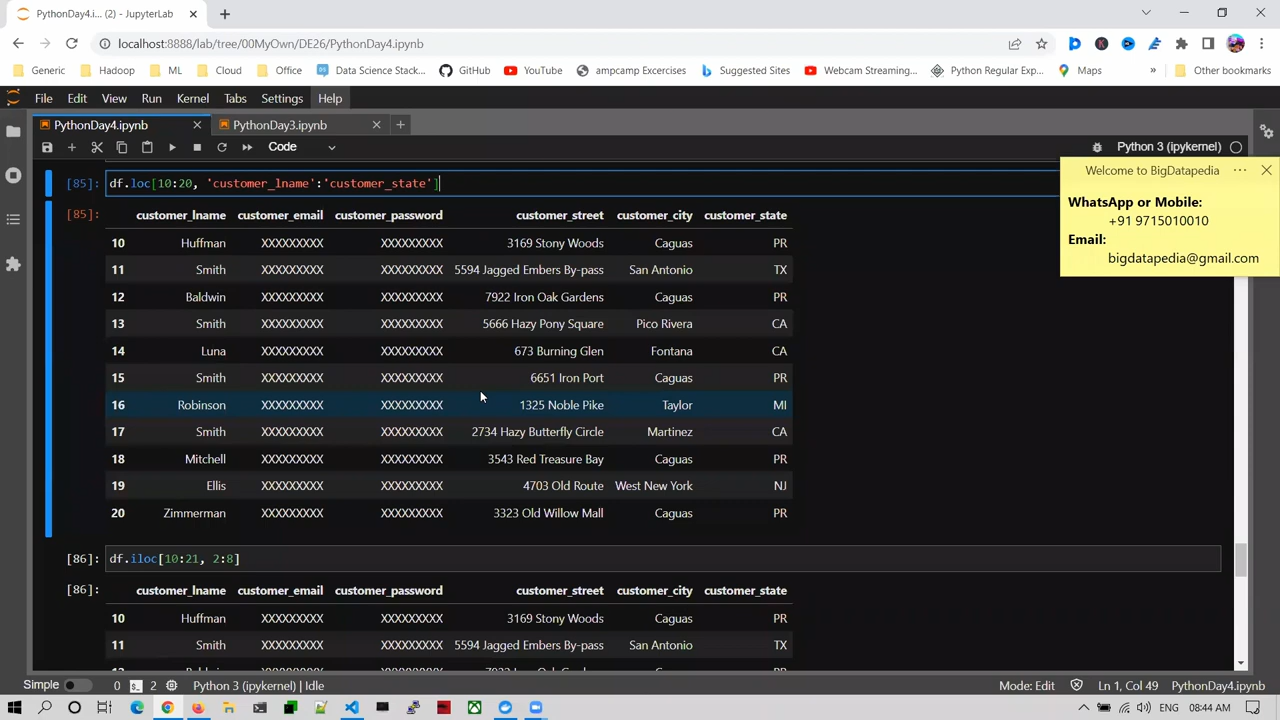 PythonDay4.i... (2) - JupyterLab
localhost:8888/lab/tree/00MyOwn/DE26/PythonDay4.ipynb
Generic Hadoop ML Cloud Office Data Science Stack... GitHub YouTube ampcamp Excercises Suggested Sites Webcam Streaming... Python Regular Exp... Maps » Other bookmarks
File Edit View Run Kernel Tabs Settings Help
PythonDay4.ipynb PythonDay3.ipynb
Code Python 3 (ipykernel)
Welcome to BigDatapedia
WhatsApp or Mobile:
+91 9715010010
Email:
bigdatapedia@gmail.com
[85]: df.loc[10:20, 'customer_lname':'customer_state']
[85]: customer_lname customer_email customer_password customer_street customer_city customer_state
10 Huffman XXXXXXXXX XXXXXXXXX 3169 Stony Woods Caguas PR
11 Smith XXXXXXXXX XXXXXXXXX 5594 Jagged Embers By-pass San Antonio TX
12 Baldwin XXXXXXXXX XXXXXXXXX 7922 Iron Oak Gardens Caguas PR
13 Smith XXXXXXXXX XXXXXXXXX 5666 Hazy Pony Square Pico Rivera CA
14 Luna XXXXXXXXX XXXXXXXXX 673 Burning Glen Fontana CA
15 Smith XXXXXXXXX XXXXXXXXX 6651 Iron Port Caguas PR
16 Robinson XXXXXXXXX XXXXXXXXX 1325 Noble Pike Taylor MI
17 Smith XXXXXXXXX XXXXXXXXX 2734 Hazy Butterfly Circle Martinez CA
18 Mitchell XXXXXXXXX XXXXXXXXX 3543 Red Treasure Bay Caguas PR
19 Ellis XXXXXXXXX XXXXXXXXX 4703 Old Route West New York NJ
20 Zimmerman XXXXXXXXX XXXXXXXXX 3323 Old Willow Mall Caguas PR
[86]: df.iloc[10:21, 2:8]
[86]: customer_lname customer_email customer_password customer_street customer_city customer_state
10 Huffman XXXXXXXXX XXXXXXXXX 3169 Stony Woods Caguas PR
11 Smith XXXXXXXXX XXXXXXXXX 5594 Jagged Embers By-pass San Antonio TX
Simple 0 2 Python 3 (ipykernel) | Idle Mode: Edit Ln 1, Col 49 PythonDay4.ipynb
ENG 08:44 AM